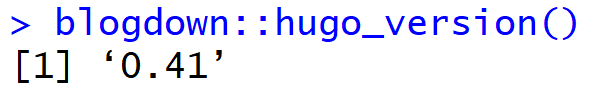 > blogdown::hugo_version()
[1] ‘0.41’